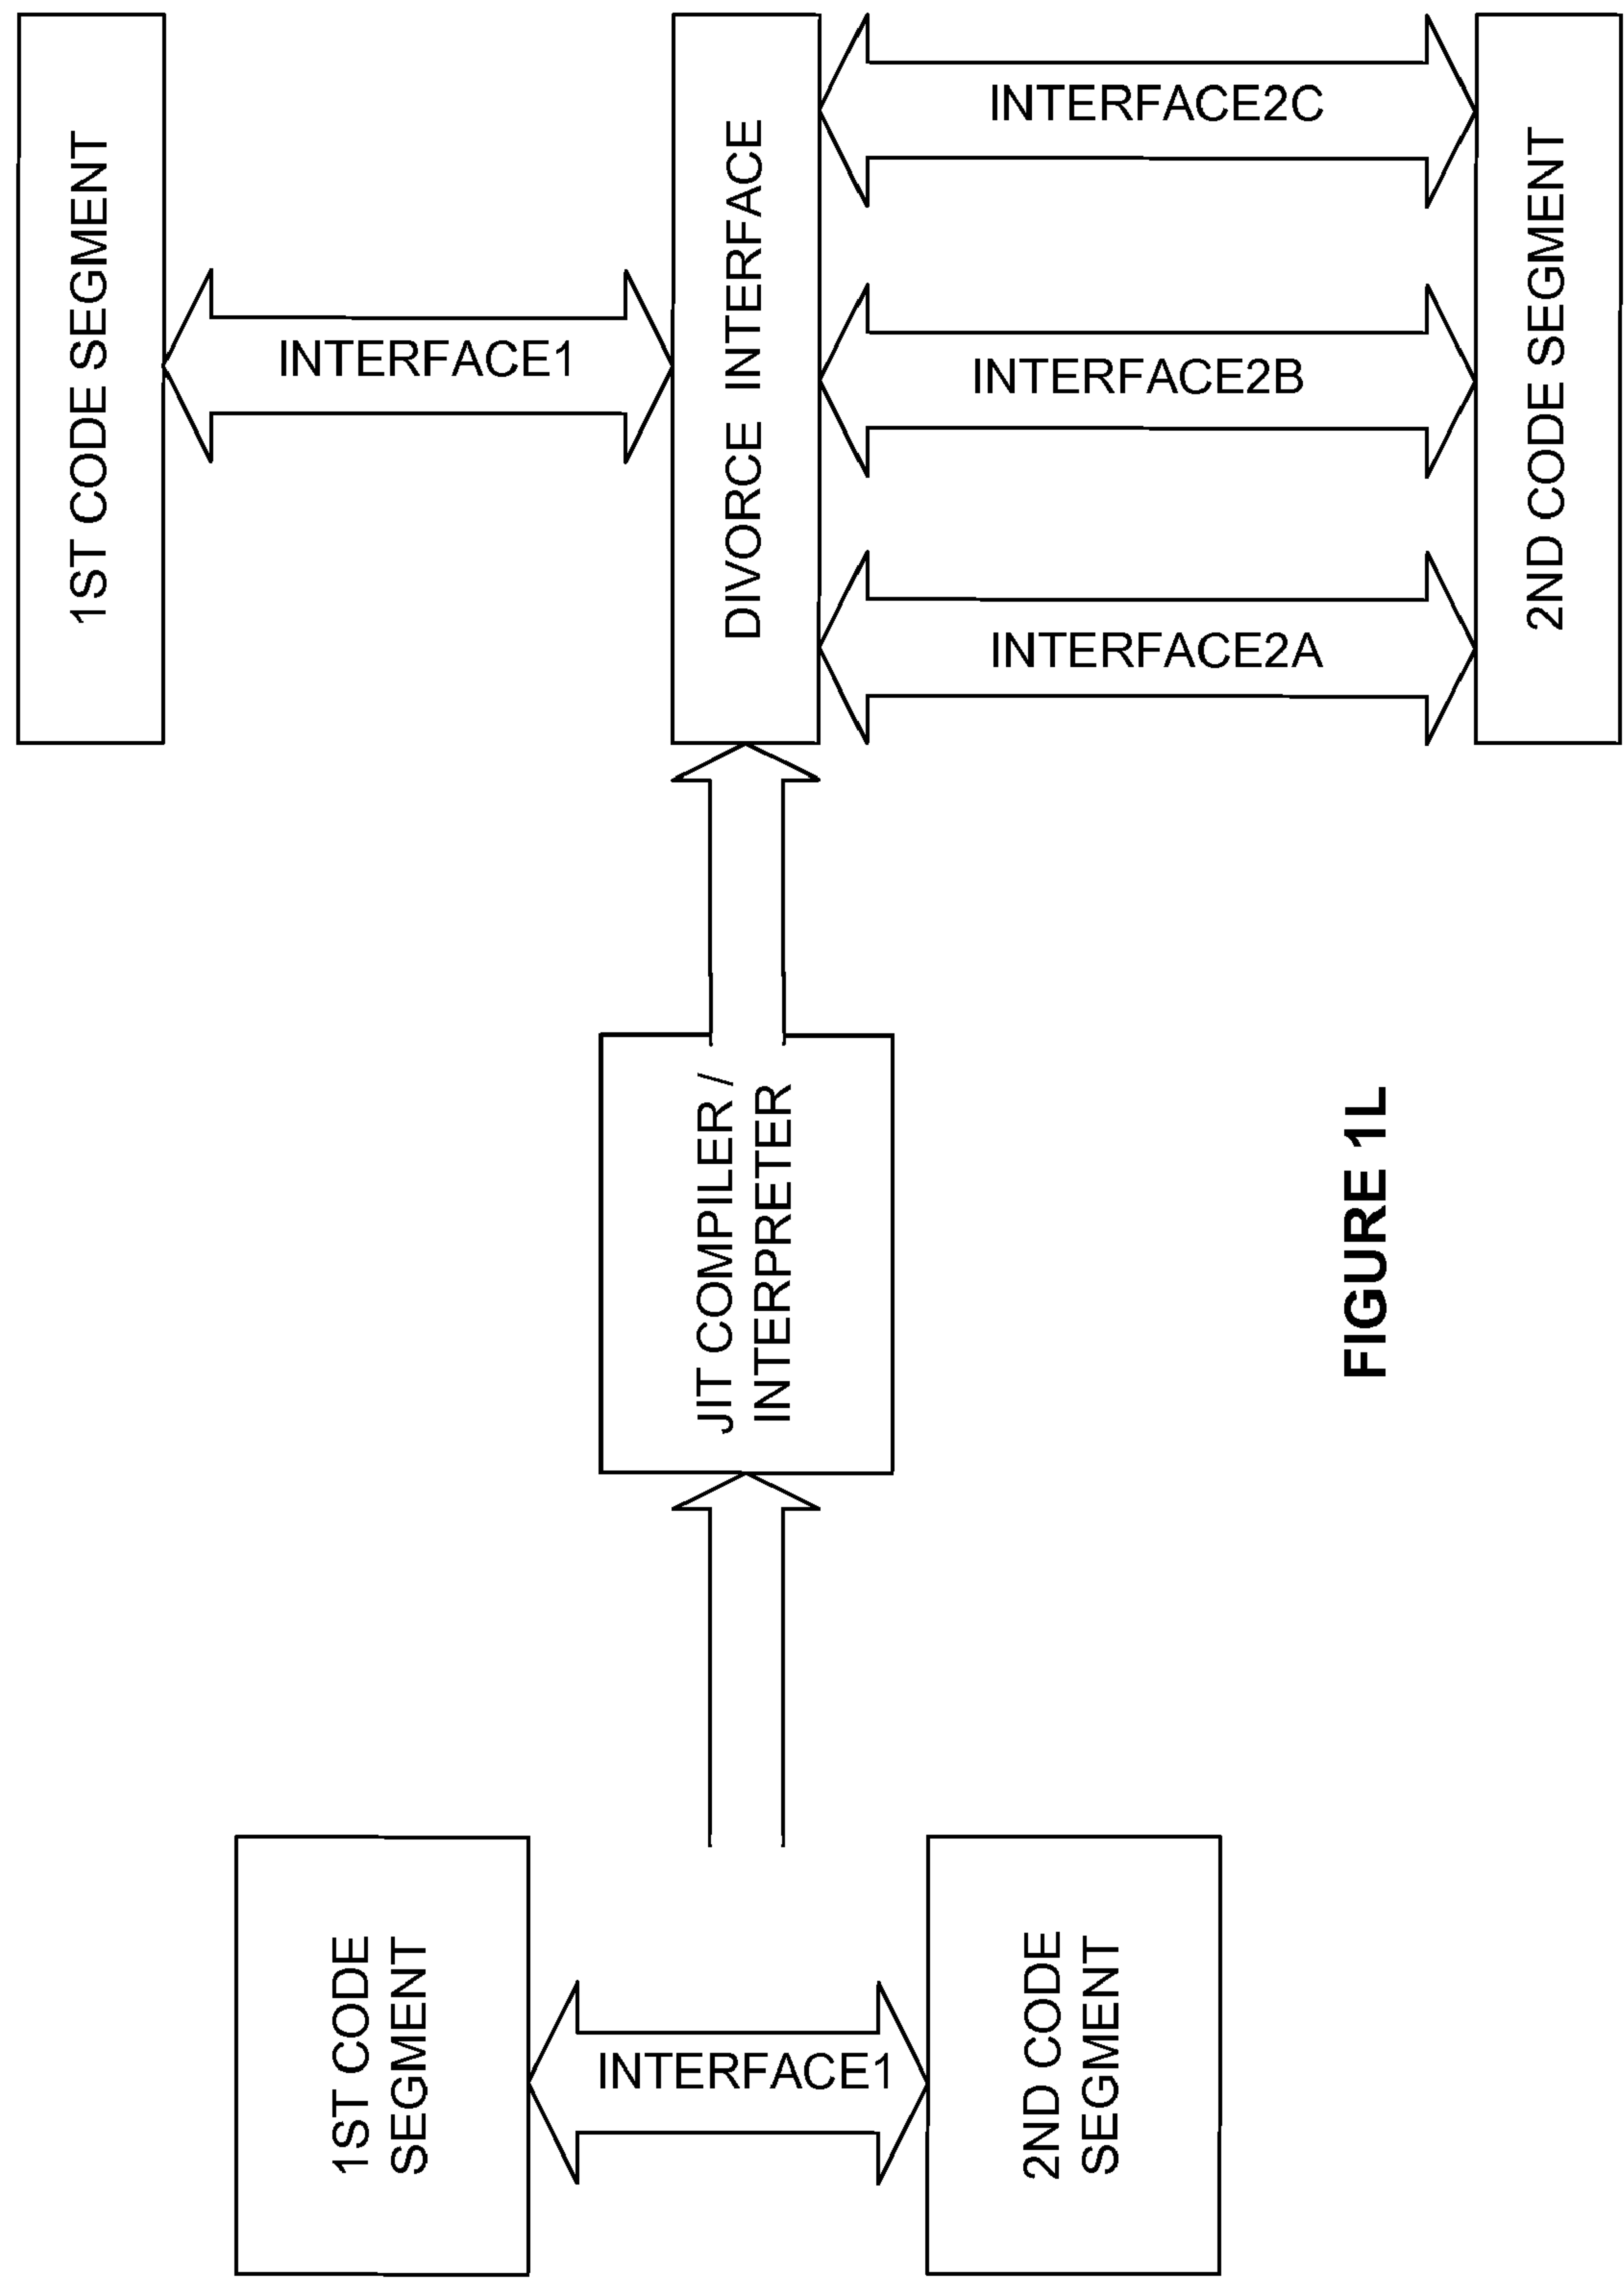 1ST CODE
SEGMENT
INTERFACE1
2ND CODE
SEGMENT
JIT COMPILER /
INTERPRETER
1ST CODE SEGMENT
INTERFACE1
DIVORCE INTERFACE
INTERFACE2A
INTERFACE2B
INTERFACE2C
2ND CODE SEGMENT
FIGURE 1L